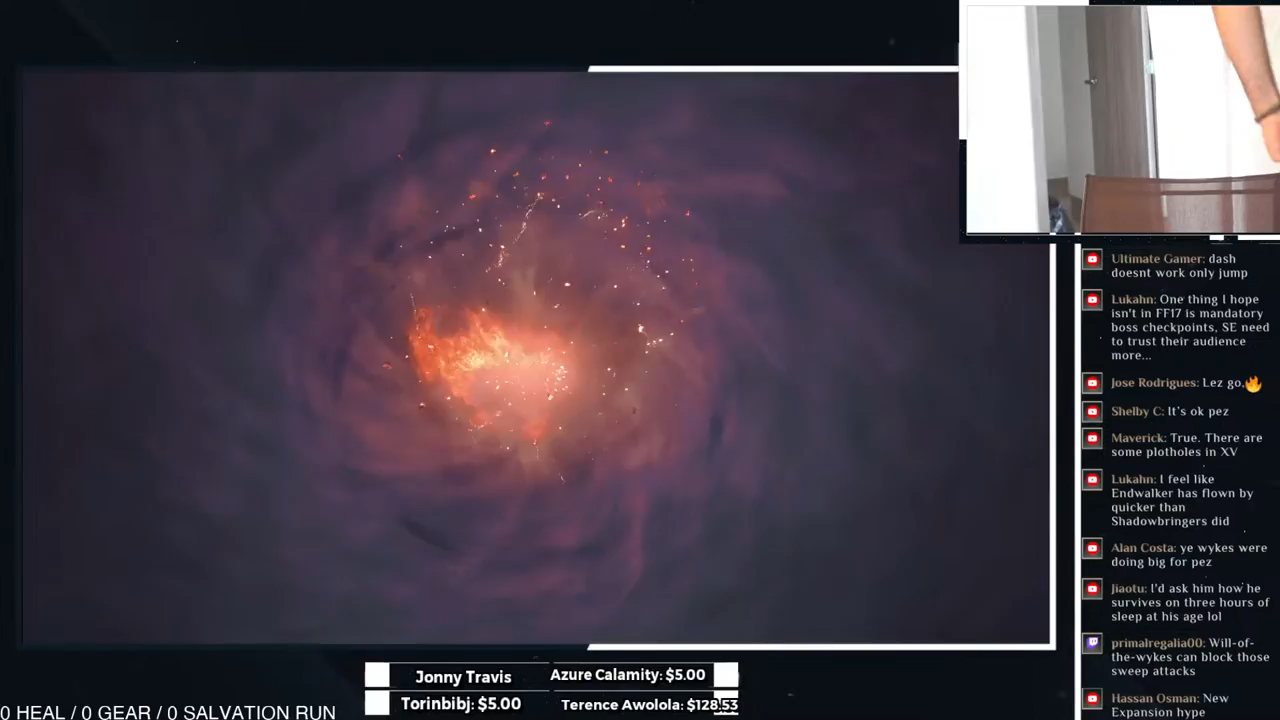 Ultimate Gamer: dash
doesnt work only jump
Lukahn: One thing I hope
isn't in FF17 is mandatory
boss checkpoints, SE need
to trust their audience
more...
Jose Rodrigues: Lez go.🔥
Shelby C: It's ok pez
Maverick: True. There are
some plotholes in XV
Lukahn: I feel like
Endwalker has flown by
quicker than
Shadowbringers did
Alan Costa: ye wykes were
doing big for pez
Jiaotu: I'd ask him how he
survives on three hours of
sleep at his age lol
primalregalia00: Will-of-
the-wykes can block those
sweep attacks
Hassan Osman: New
Expansion hype
Jonny Travis
Azure Calamity: $5.00
Torinbibj: $5.00
Terence Awolola: $128.53
0 HEAL / 0 GEAR / 0 SALVATION RUN